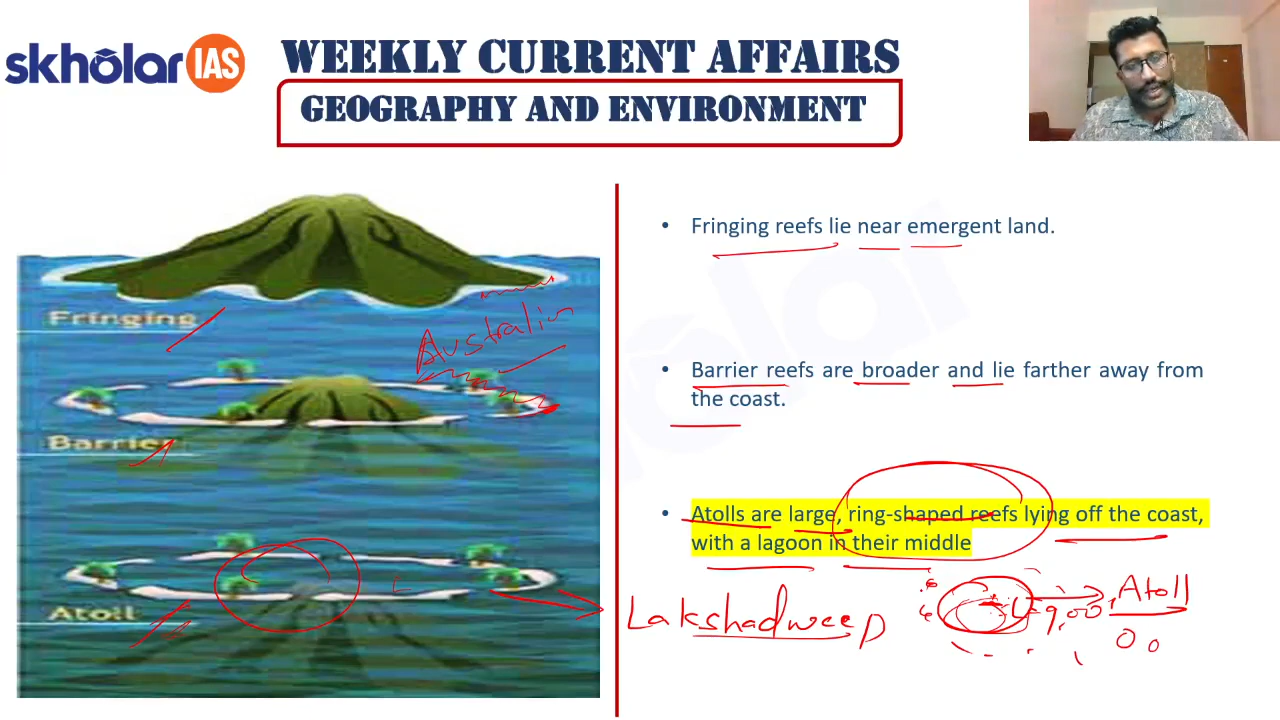 skholar IAS
WEEKLY CURRENT AFFAIRS
GEOGRAPHY AND ENVIRONMENT
• Fringing reefs lie near emergent land.
Fringing
Australia
• Barrier reefs are broader and lie farther away from
the coast.
Barrier
• Atolls are large, ring-shaped reefs lying off the coast,
with a lagoon in their middle
Atoll
Lakshadweep
Atoll